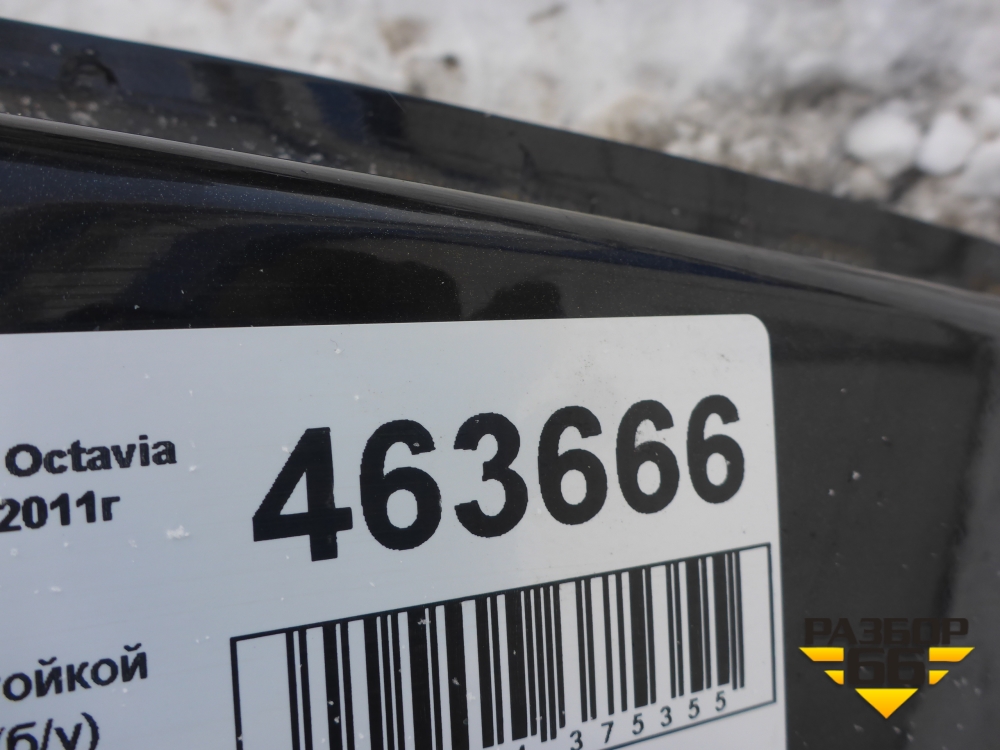 Octavia
2011г
463666
ойкой
(б/у)
375355
РАЗБОР
66